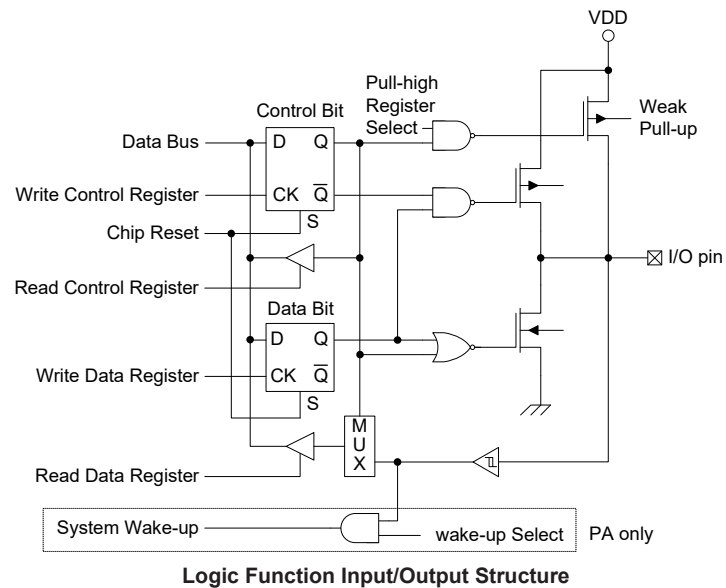 VDD
Pull-high
Register
Select
Control Bit
Weak
Pull-up
Data Bus
D
Q
Write Control Register
CK
Q
S
Chip Reset
I/O pin
Read Control Register
Data Bit
D
Q
Write Data Register
CK
Q
S
M
U
X
Read Data Register
System Wake-up
wake-up Select
PA only
Logic Function Input/Output Structure